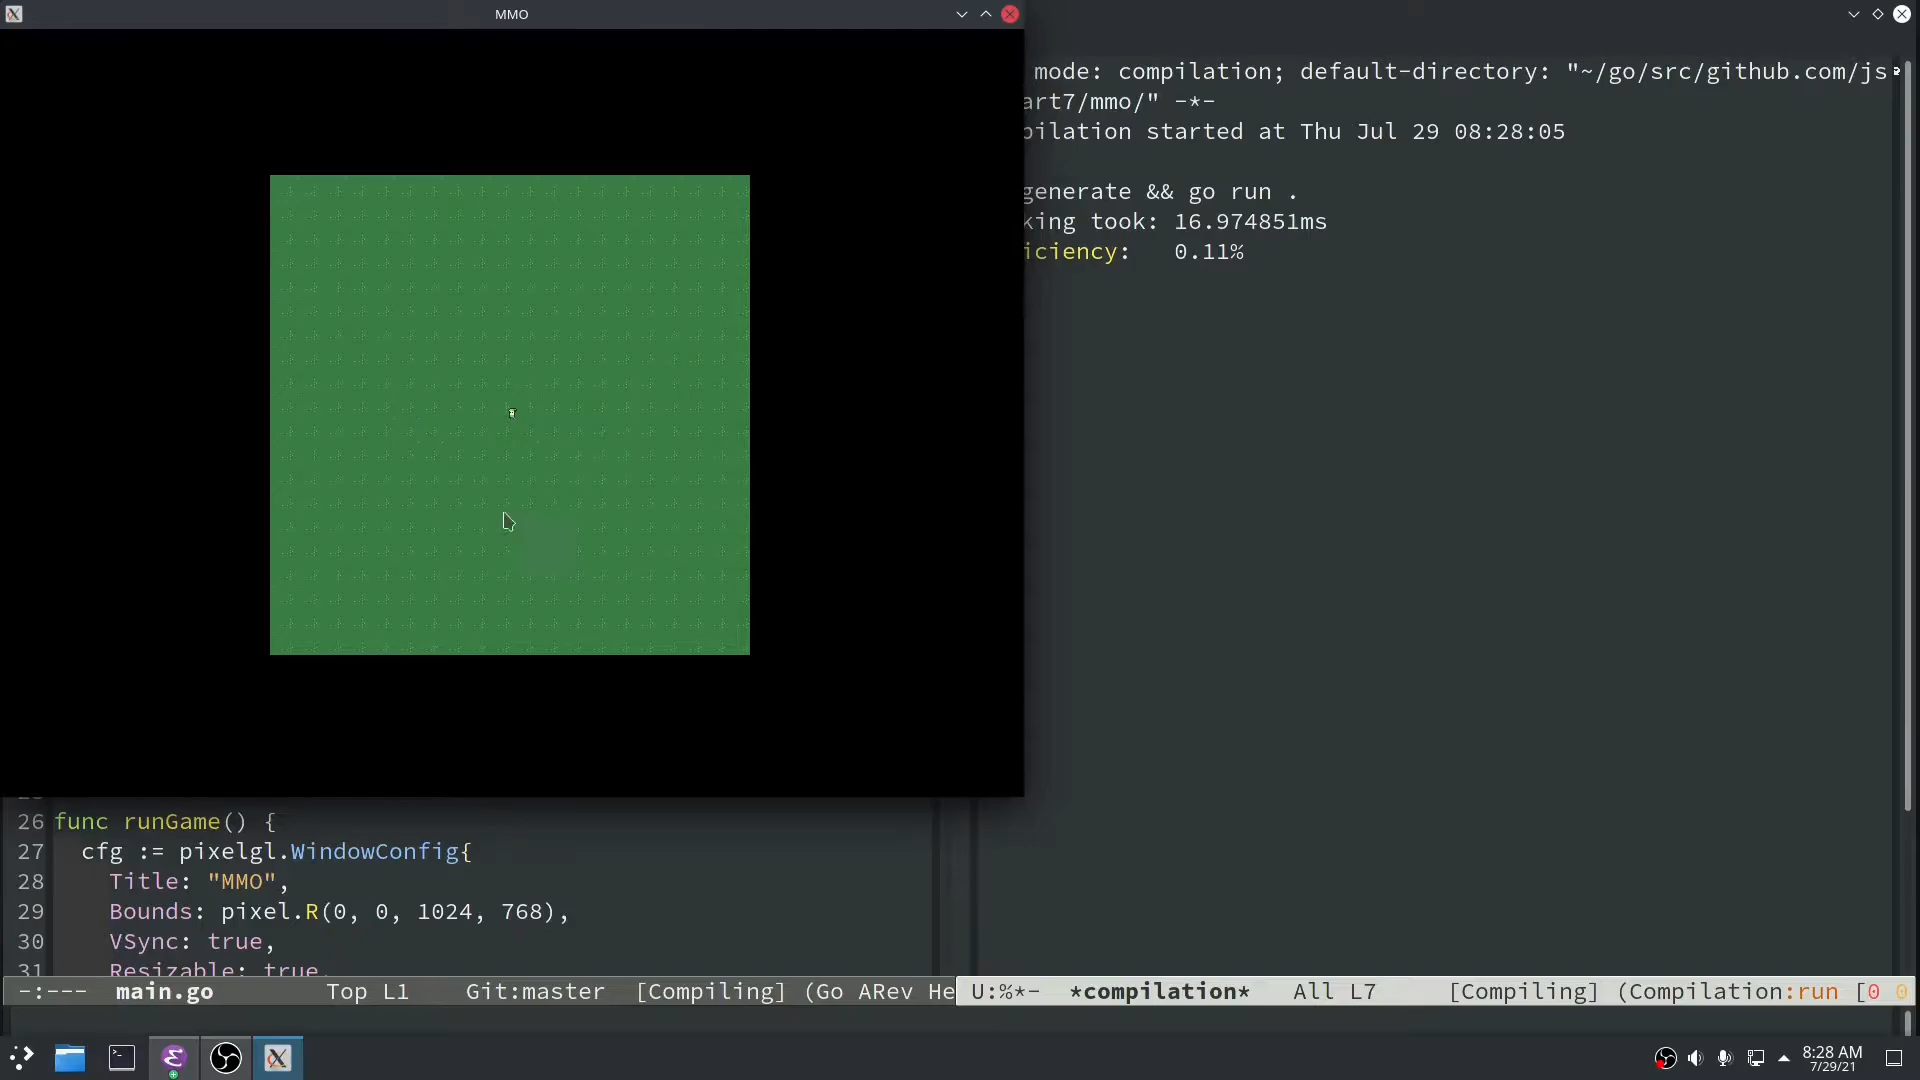 MMO
mode: compilation; default-directory: "~/go/src/github.com/js
art7/mmo/" -*-
pilation started at Thu Jul 29 08:28:05
generate && go run .
king took: 16.974851ms
iciency: 0.11%
26 func runGame() {
27 cfg := pixelgl.WindowConfig{
28 Title: "MMO",
29 Bounds: pixel.R(0, 0, 1024, 768),
30 VSync: true,
31 Resizable: true,
-:--- main.go Top L1 Git:master [Compiling] (Go ARev He
U:%*- *compilation* All L7 [Compiling] (Compilation:run [0 0
8:28 AM
7/29/21